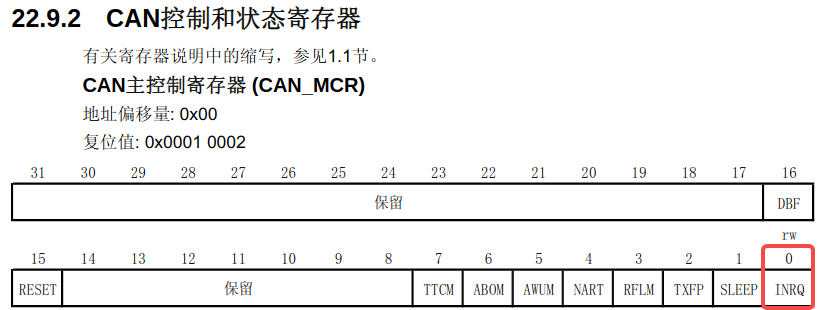 22.9.2 CAN控制和状态寄存器
有关寄存器说明中的缩写，参见1.1节。
CAN主控制寄存器 (CAN_MCR)
地址偏移量: 0x00
复位值: 0x0001 0002
31 30 29 28 27 26 25 24 23 22 21 20 19 18 17 16
保留 DBF
rw
15 14 13 12 11 10 9 8 7 6 5 4 3 2 1 0
RESET 保留 TTCM ABOM AWUM NART RFLM TXFP SLEEP INRQ